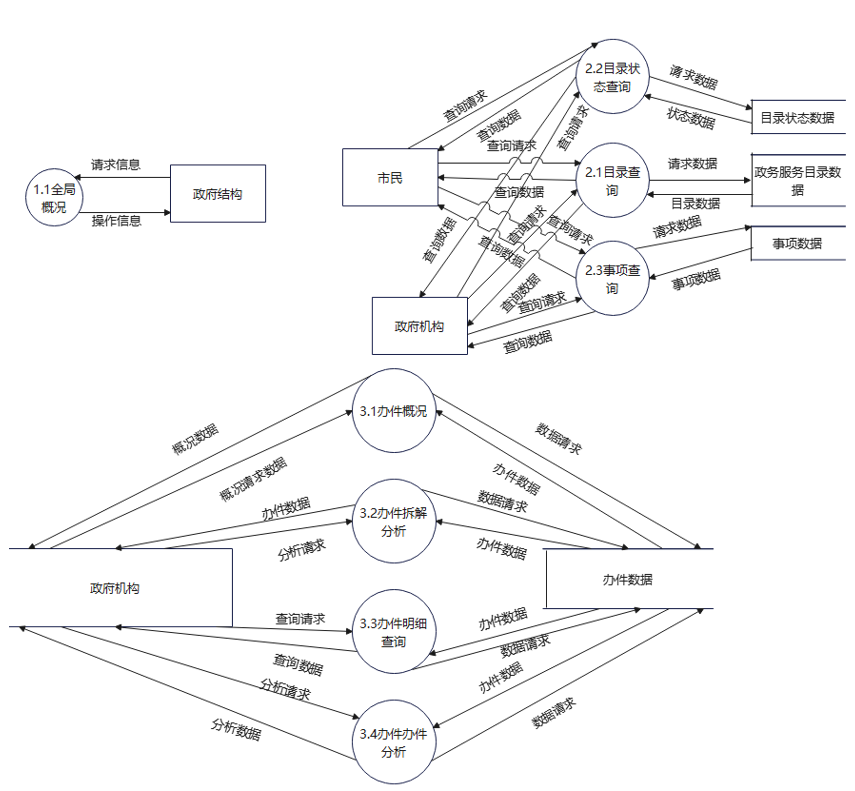 2.2目录状
态查询
请求数据
状态数据
目录状态数据
查询请求
查询数据
查询请求
请求信息
1.1全局
概况
政府结构
操作信息
市民
查询请求
2.1目录查
询
请求数据
政务服务目录数
据
目录数据
查询数据
查询请求
查询请求
查询数据
查询数据
2.3事项查
询
请求数据
事项数据
事项数据
查询数据
查询请求
政府机构
查询数据
3.1办件概况
概况数据
数据请求
概况请求数据
办件数据
3.2办件拆解
分析
办件数据
数据请求
分析请求
办件数据
政府机构
办件数据
查询请求
3.3办件明细
查询
办件数据
数据请求
查询数据
分析请求
办件数据
3.4办件办件
分析
分析数据
数据请求